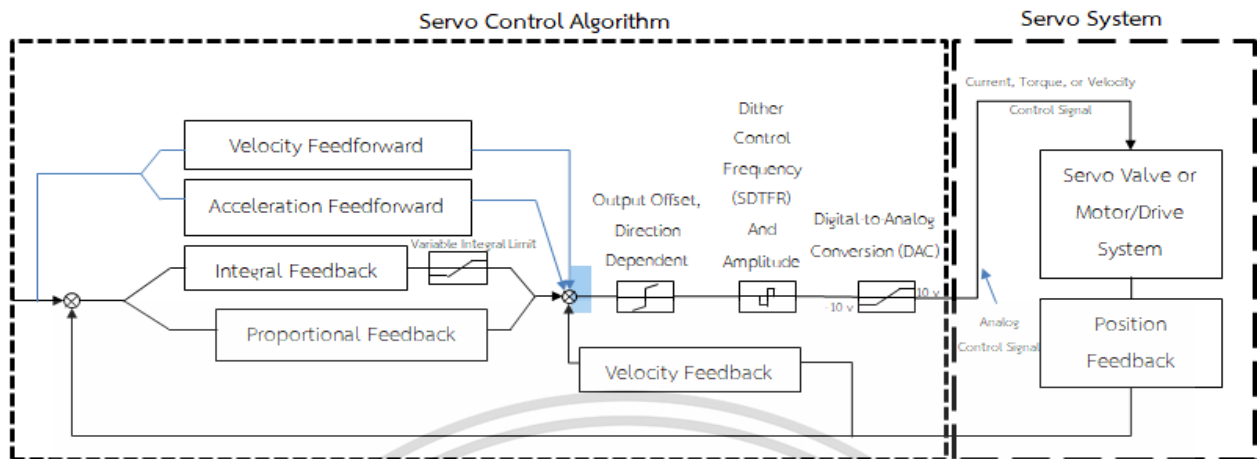 Servo Control Algorithm
Servo System
Velocity Feedforward
Acceleration Feedforward
Variable Integral Limit
Integral Feedback
Proportional Feedback
Velocity Feedback
Output Offset,
Direction
Dependent
Dither
Control
Frequency
(SDTFR)
And
Amplitude
Digital-to-Analog
Conversion (DAC)
-10 v
10 v
Current, Torque, or Velocity
Control Signal
Analog
Control Signal
Servo Valve or
Motor/Drive
System
Position
Feedback